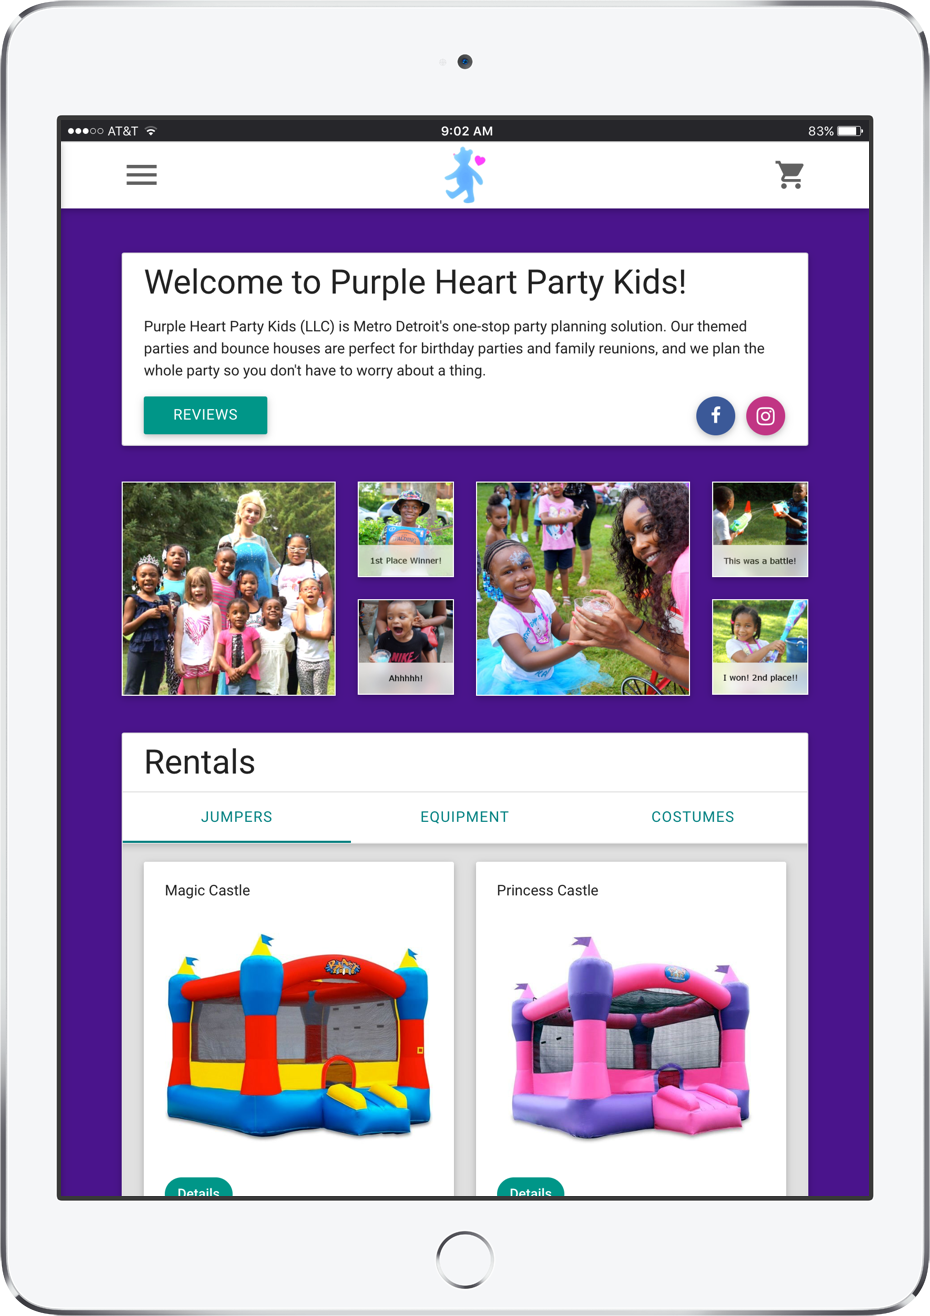 AT&T 9:02 AM 83%
Welcome to Purple Heart Party Kids!
Purple Heart Party Kids (LLC) is Metro Detroit's one-stop party planning solution. Our themed
parties and bounce houses are perfect for birthday parties and family reunions, and we plan the
whole party so you don't have to worry about a thing.
REVIEWS
1st Place Winner!
This was a battle!
NIKE
Ahhhhh!
I won! 2nd place!!
Rentals
JUMPERS EQUIPMENT COSTUMES
Magic Castle Princess Castle
Details Details